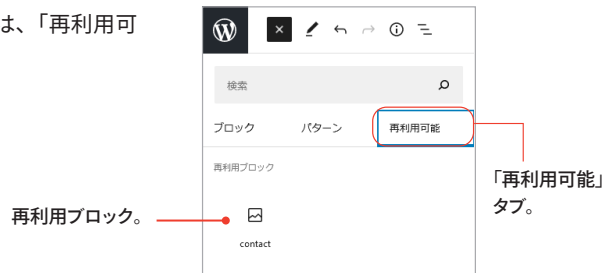 は、「再利用可
検索
ブロック
パターン
再利用可能
再利用ブロック
contact
再利用ブロック。
「再利用可能」
タブ。